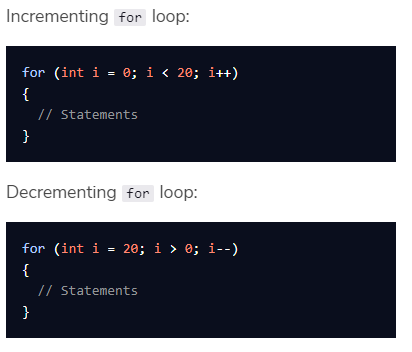 Incrementing for loop:
for (int i = 0; i < 20; i++)
{
  // Statements
}
Decrementing for loop:
for (int i = 20; i > 0; i--)
{
  // Statements
}